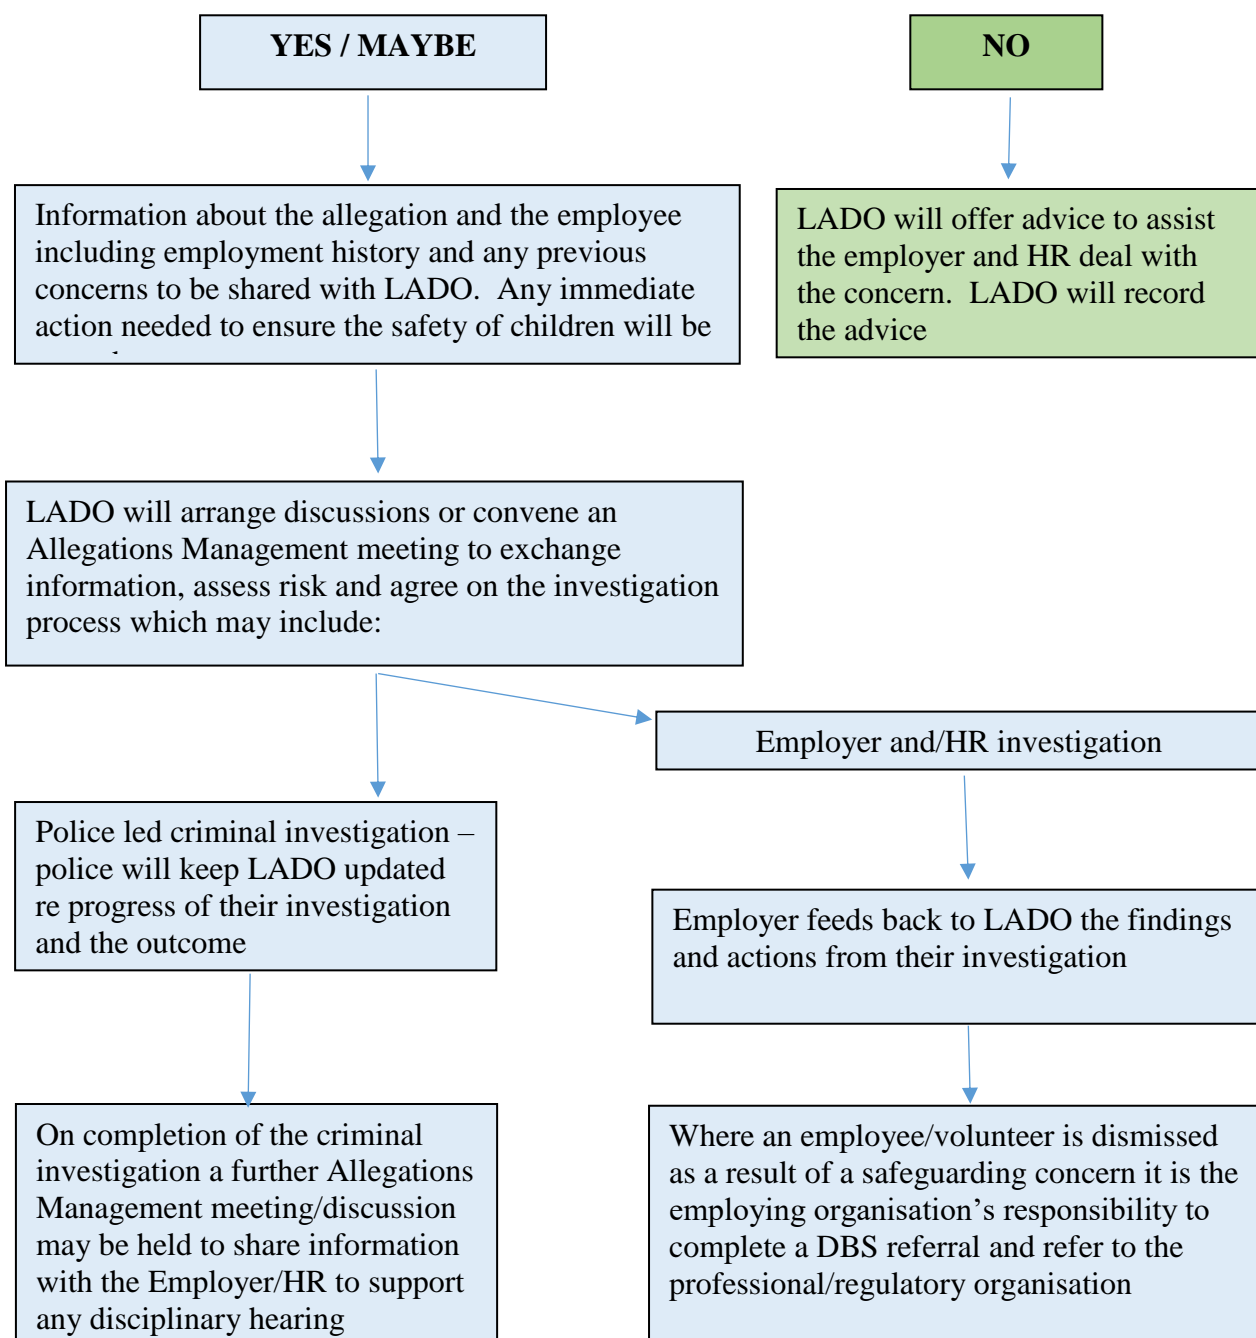 YES / MAYBE
NO
Information about the allegation and the employee
including employment history and any previous
concerns to be shared with LADO.  Any immediate
action needed to ensure the safety of children will be
LADO will offer advice to assist
the employer and HR deal with
the concern.  LADO will record
the advice
LADO will arrange discussions or convene an
Allegations Management meeting to exchange
information, assess risk and agree on the investigation
process which may include:
Employer and/HR investigation
Police led criminal investigation –
police will keep LADO updated
re progress of their investigation
and the outcome
Employer feeds back to LADO the findings
and actions from their investigation
On completion of the criminal
investigation a further Allegations
Management meeting/discussion
may be held to share information
with the Employer/HR to support
any disciplinary hearing
Where an employee/volunteer is dismissed
as a result of a safeguarding concern it is the
employing organisation’s responsibility to
complete a DBS referral and refer to the
professional/regulatory organisation